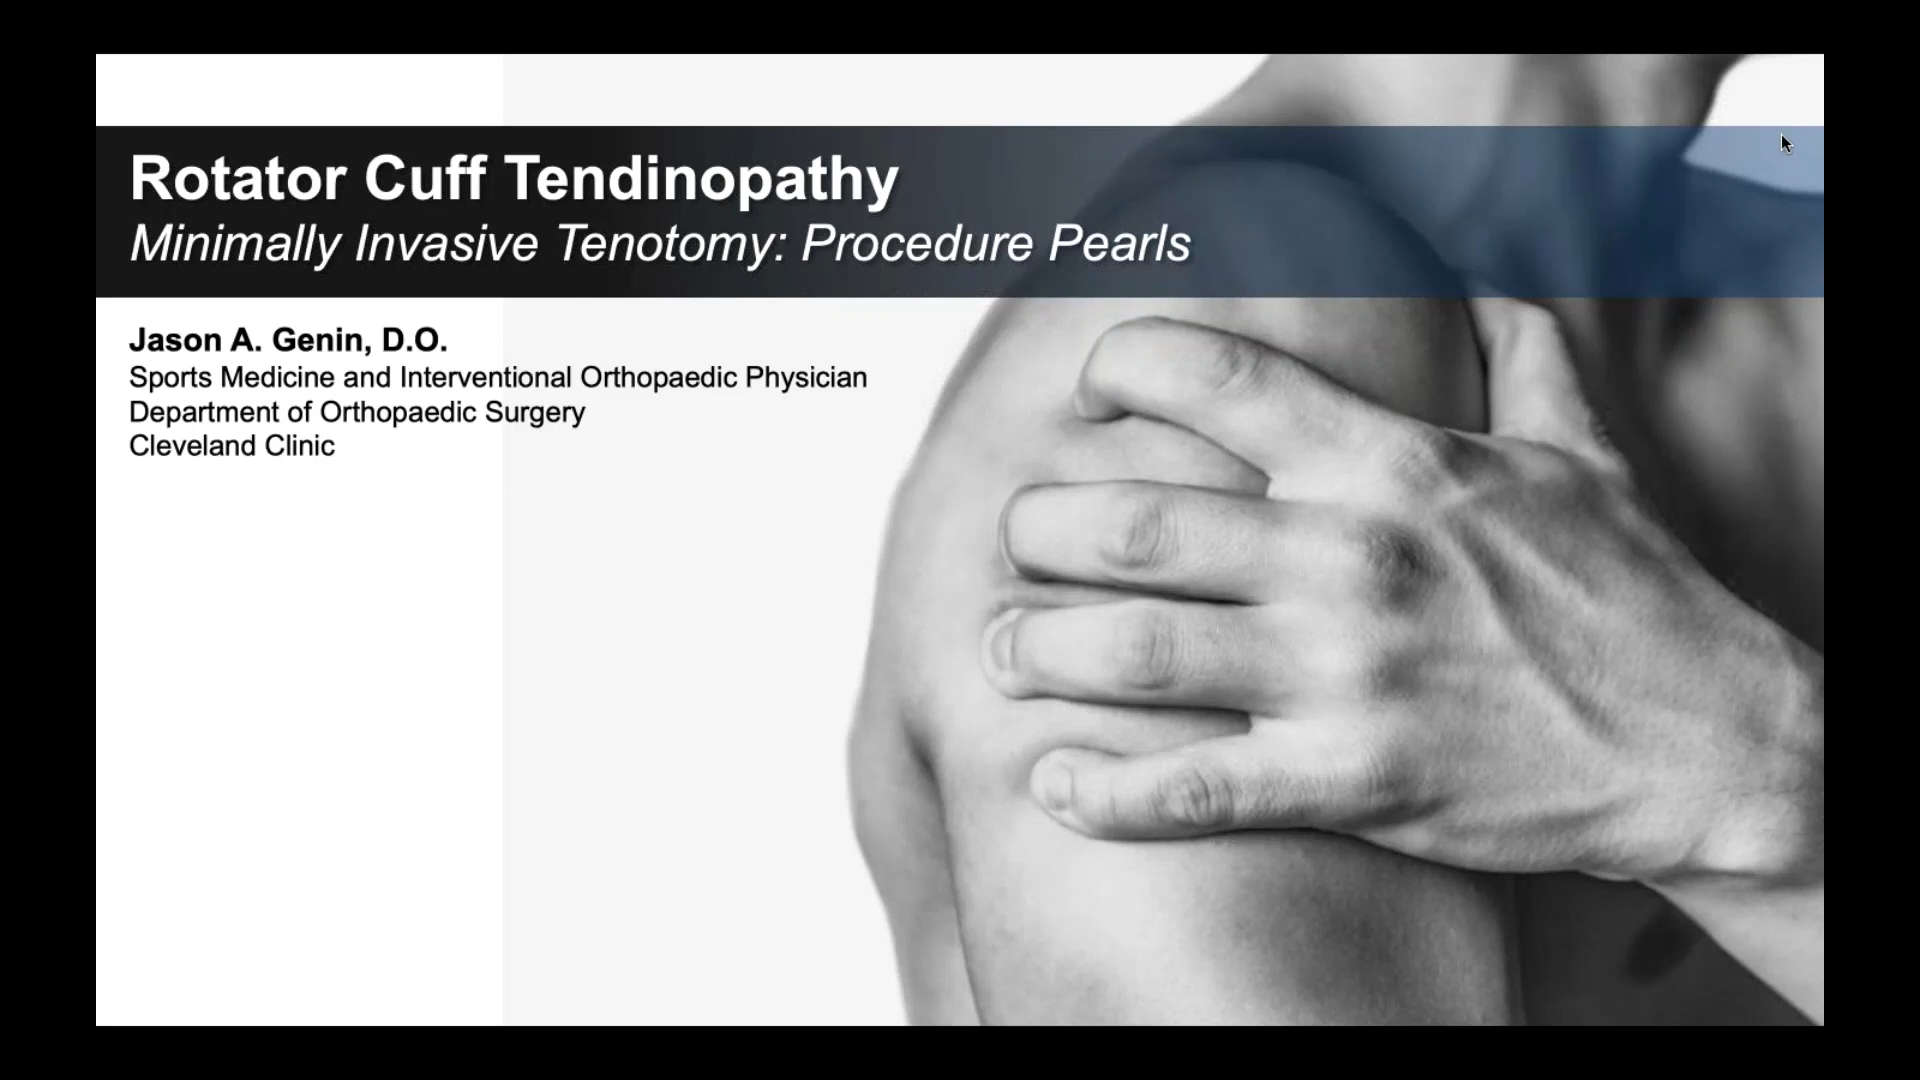 Rotator Cuff Tendinopathy
Minimally Invasive Tenotomy: Procedure Pearls
Jason A. Genin, D.O.
Sports Medicine and Interventional Orthopaedic Physician
Department of Orthopaedic Surgery
Cleveland Clinic